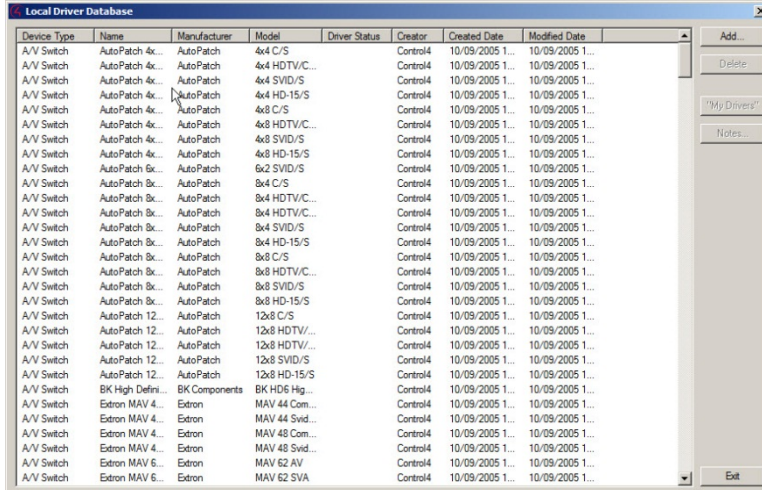 Local Driver Database
Device Type Name Manufacturer Model Driver Status Creator Created Date Modified Date
A/V Switch AutoPatch 4x... AutoPatch 4x4 C/S Control4 10/09/2005 1... 10/09/2005 1...
A/V Switch AutoPatch 4x... AutoPatch 4x4 HDTV/C... Control4 10/09/2005 1... 10/09/2005 1...
A/V Switch AutoPatch 4x... AutoPatch 4x4 SVID/S Control4 10/09/2005 1... 10/09/2005 1...
A/V Switch AutoPatch 4x... AutoPatch 4x4 HD-15/S Control4 10/09/2005 1... 10/09/2005 1...
A/V Switch AutoPatch 4x... AutoPatch 4x8 C/S Control4 10/09/2005 1... 10/09/2005 1...
A/V Switch AutoPatch 4x... AutoPatch 4x8 HDTV/C... Control4 10/09/2005 1... 10/09/2005 1...
A/V Switch AutoPatch 4x... AutoPatch 4x8 SVID/S Control4 10/09/2005 1... 10/09/2005 1...
A/V Switch AutoPatch 4x... AutoPatch 4x8 HD-15/S Control4 10/09/2005 1... 10/09/2005 1...
A/V Switch AutoPatch 6x... AutoPatch 6x2 SVID/S Control4 10/09/2005 1... 10/09/2005 1...
A/V Switch AutoPatch 8x... AutoPatch 8x4 C/S Control4 10/09/2005 1... 10/09/2005 1...
A/V Switch AutoPatch 8x... AutoPatch 8x4 HDTV/C... Control4 10/09/2005 1... 10/09/2005 1...
A/V Switch AutoPatch 8x... AutoPatch 8x4 HDTV/S... Control4 10/09/2005 1... 10/09/2005 1...
A/V Switch AutoPatch 8x... AutoPatch 8x4 SVID/S Control4 10/09/2005 1... 10/09/2005 1...
A/V Switch AutoPatch 8x... AutoPatch 8x4 HD-15/S Control4 10/09/2005 1... 10/09/2005 1...
A/V Switch AutoPatch 8x... AutoPatch 8x8 C/S Control4 10/09/2005 1... 10/09/2005 1...
A/V Switch AutoPatch 8x... AutoPatch 8x8 HDTV/C... Control4 10/09/2005 1... 10/09/2005 1...
A/V Switch AutoPatch 8x... AutoPatch 8x8 SVID/S Control4 10/09/2005 1... 10/09/2005 1...
A/V Switch AutoPatch 8x... AutoPatch 8x8 HD-15/S Control4 10/09/2005 1... 10/09/2005 1...
A/V Switch AutoPatch 12... AutoPatch 12x8 C/S Control4 10/09/2005 1... 10/09/2005 1...
A/V Switch AutoPatch 12... AutoPatch 12x8 HDTV/... Control4 10/09/2005 1... 10/09/2005 1...
A/V Switch AutoPatch 12... AutoPatch 12x8 HDTV/... Control4 10/09/2005 1... 10/09/2005 1...
A/V Switch AutoPatch 12... AutoPatch 12x8 SVID/S Control4 10/09/2005 1... 10/09/2005 1...
A/V Switch AutoPatch 12... AutoPatch 12x8 HD-15/S Control4 10/09/2005 1... 10/09/2005 1...
A/V Switch BK High Defini... BK Components BK HD6 Hig... Control4 10/09/2005 1... 10/09/2005 1...
A/V Switch Extron MAV 4... Extron MAV 44 Com... Control4 10/09/2005 1... 10/09/2005 1...
A/V Switch Extron MAV 4... Extron MAV 44 Svid... Control4 10/09/2005 1... 10/09/2005 1...
A/V Switch Extron MAV 4... Extron MAV 48 Com... Control4 10/09/2005 1... 10/09/2005 1...
A/V Switch Extron MAV 4... Extron MAV 48 Svid... Control4 10/09/2005 1... 10/09/2005 1...
A/V Switch Extron MAV 6... Extron MAV 62 AV Control4 10/09/2005 1... 10/09/2005 1...
A/V Switch Extron MAV 6... Extron MAV 62 SVA Control4 10/09/2005 1... 10/09/2005 1...
Add...
Delete
"My Drivers"
Notes...
Exit